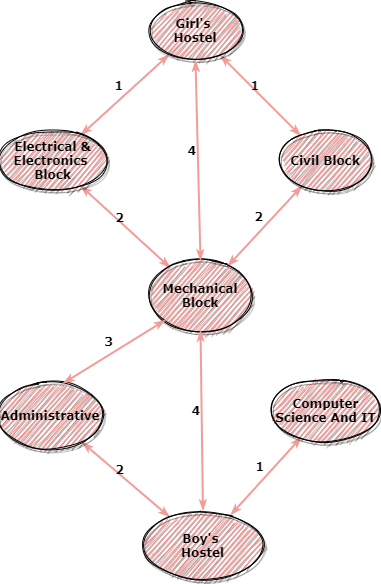 Girl's
Hostel
1
1
Electrical &
Electronics
Block
4
Civil Block
2
2
Mechanical
Block
3
Administrative
4
Computer
Science And IT
2
1
Boy's
Hostel